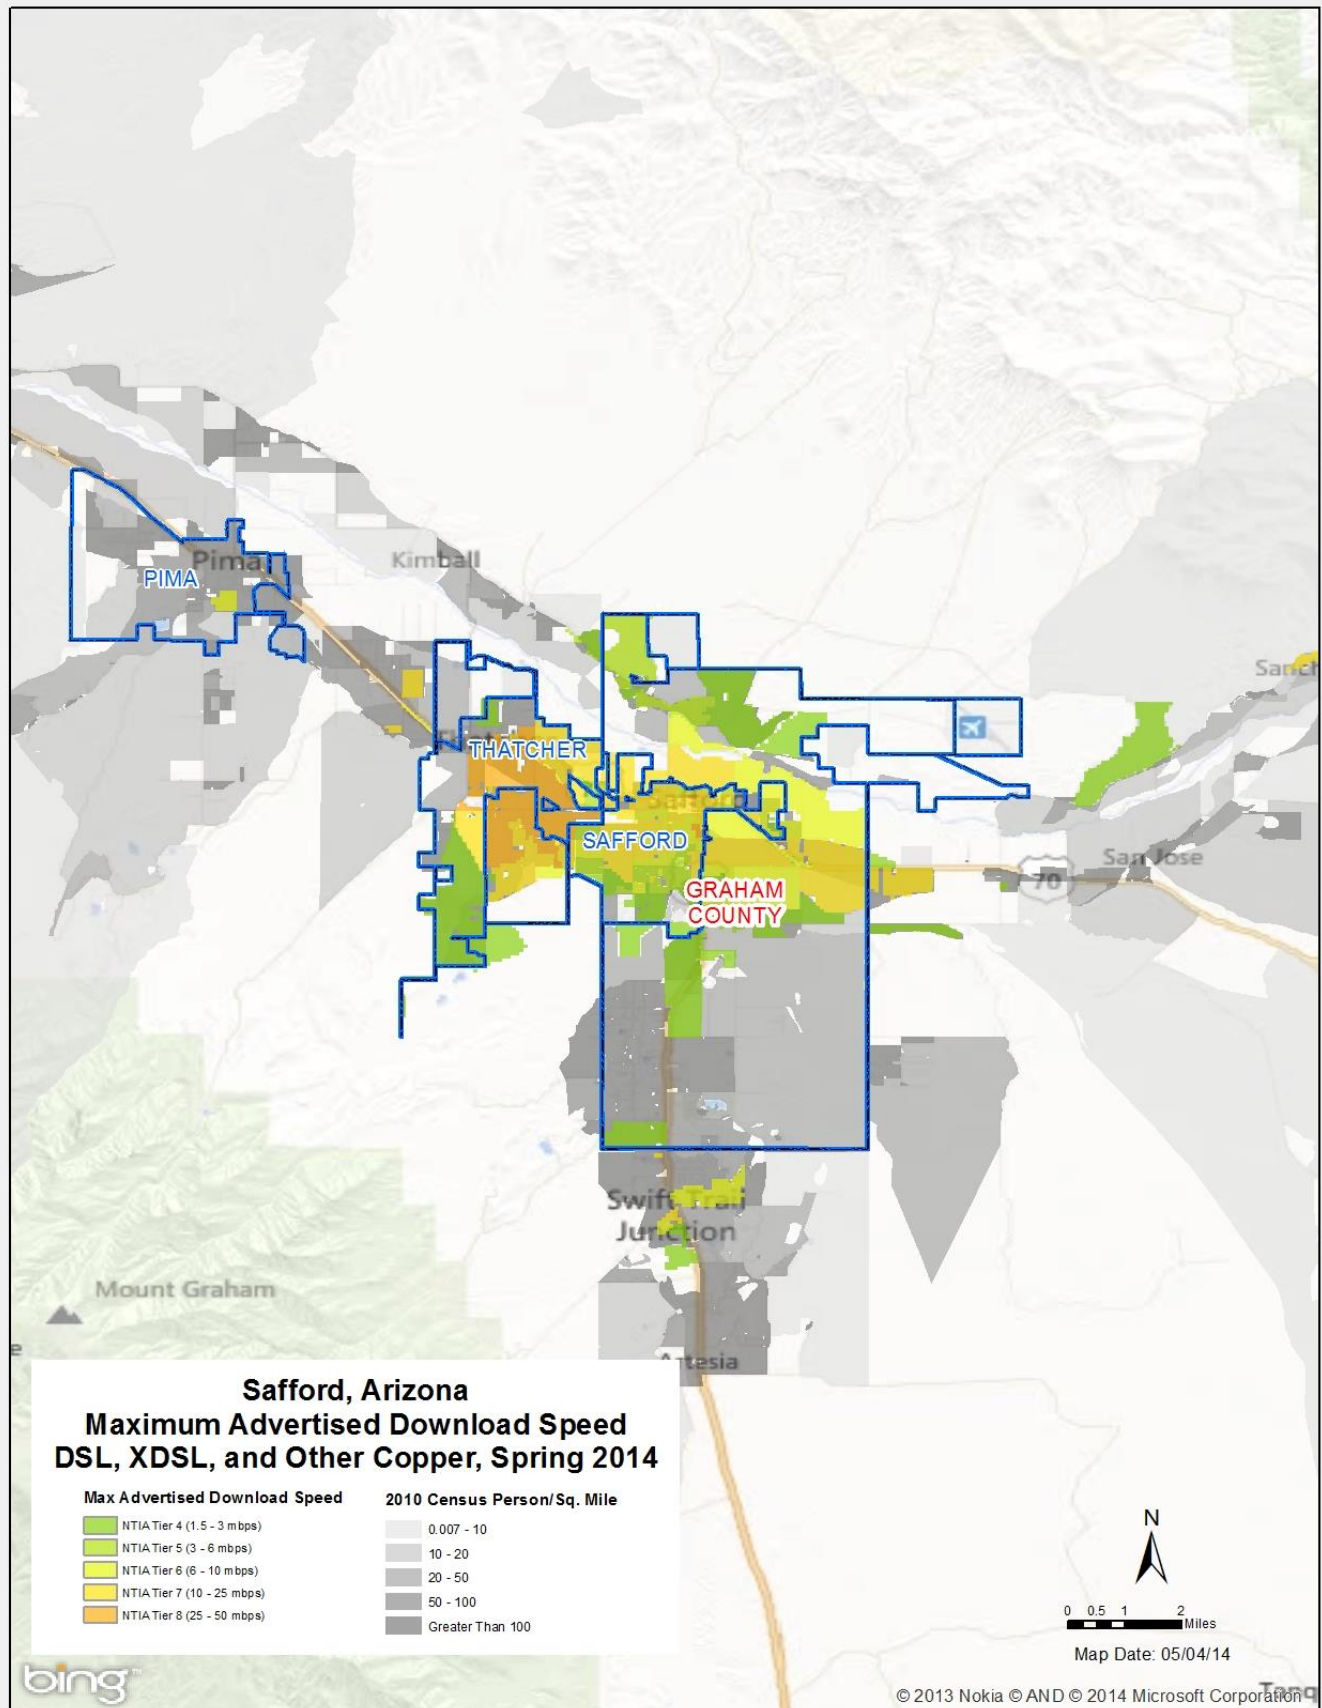 Pima
PIMA
Kimball
THATCHER
Safford
SAFFORD
GRAHAM
COUNTY
70
San Jose
Swift Trail
Junction
Mount Graham
Artesia
Safford, Arizona
Maximum Advertised Download Speed
DSL, XDSL, and Other Copper, Spring 2014
Max Advertised Download Speed
NTIA Tier 4 (1.5 - 3 mbps)
NTIA Tier 5 (3 - 6 mbps)
NTIA Tier 6 (6 - 10 mbps)
NTIA Tier 7 (10 - 25 mbps)
NTIA Tier 8 (25 - 50 mbps)
2010 Census Person/Sq. Mile
0.007 - 10
10 - 20
20 - 50
50 - 100
Greater Than 100
N
0 0.5 1 2
Miles
Map Date: 05/04/14
bing™
© 2013 Nokia © AND © 2014 Microsoft Corporation